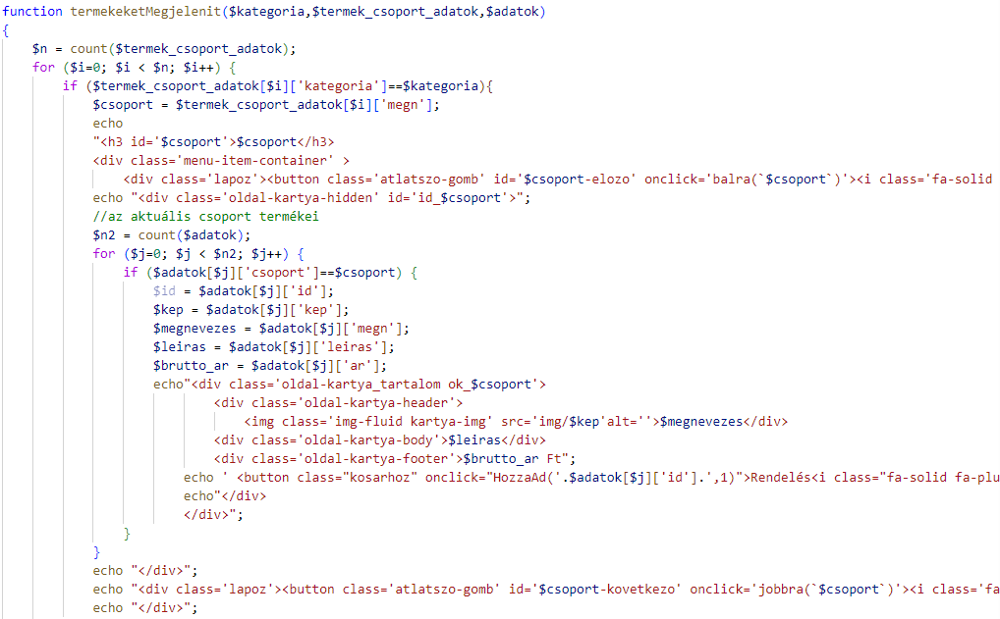 function termekeketMegjelenit($kategoria,$termek_csoport_adatok,$adatok)
{
    $n = count($termek_csoport_adatok);
    for ($i=0; $i < $n; $i++) {
        if ($termek_csoport_adatok[$i]['kategoria']==$kategoria){
            $csoport = $termek_csoport_adatok[$i]['megn'];
            echo
            "<h3 id='$csoport'>$csoport</h3>
            <div class='menu-item-container' >
                <div class='lapoz'><button class='atlatszo-gomb' id='$csoport-elozo' onclick='balra(`$csoport`)'><i class='fa-solid
            echo "<div class='oldal-kartya-hidden' id='id_$csoport'>";
            //az aktuális csoport termékei
            $n2 = count($adatok);
            for ($j=0; $j < $n2; $j++) {
                if ($adatok[$j]['csoport']==$csoport) {
                    $id = $adatok[$j]['id'];
                    $kep = $adatok[$j]['kep'];
                    $megnevezes = $adatok[$j]['megn'];
                    $leiras = $adatok[$j]['leiras'];
                    $brutto_ar = $adatok[$j]['ar'];
                    echo"<div class='oldal-kartya_tartalom ok_$csoport'>
                            <div class='oldal-kartya-header'>
                                <img class='img-fluid kartya-img' src='img/$kep'alt=''>$megnevezes</div>
                            <div class='oldal-kartya-body'>$leiras</div>
                            <div class='oldal-kartya-footer'>$brutto_ar Ft";
                        echo ' <button class="kosarhoz" onclick="HozzaAd('.$adatok[$j]['id'].',1)">Rendelés<i class="fa-solid fa-plu
                        echo"</div>
                        </div>";
                }
            }
            echo "</div>";
            echo "<div class='lapoz'><button class='atlatszo-gomb' id='$csoport-kovetkezo' onclick='jobbra(`$csoport`)'><i class='fa
            echo "</div>";